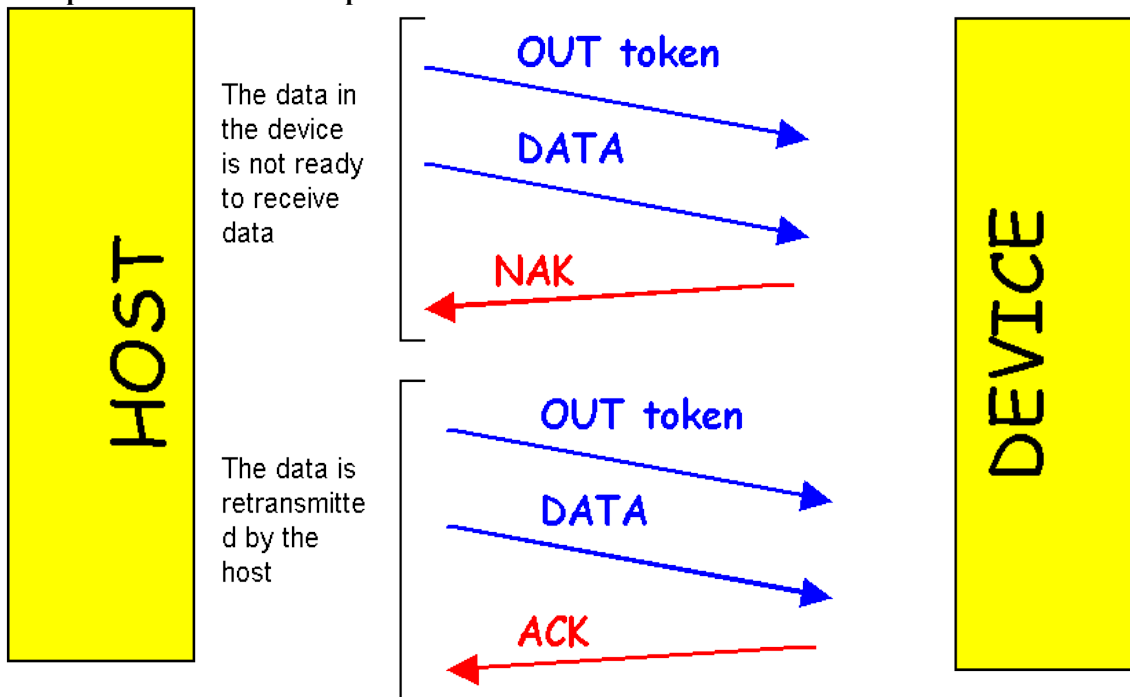 HOST
The data in
the device
is not ready
to receive
data
OUT token
DATA
NAK
The data is
retransmitte
d by the
host
OUT token
DATA
ACK
DEVICE